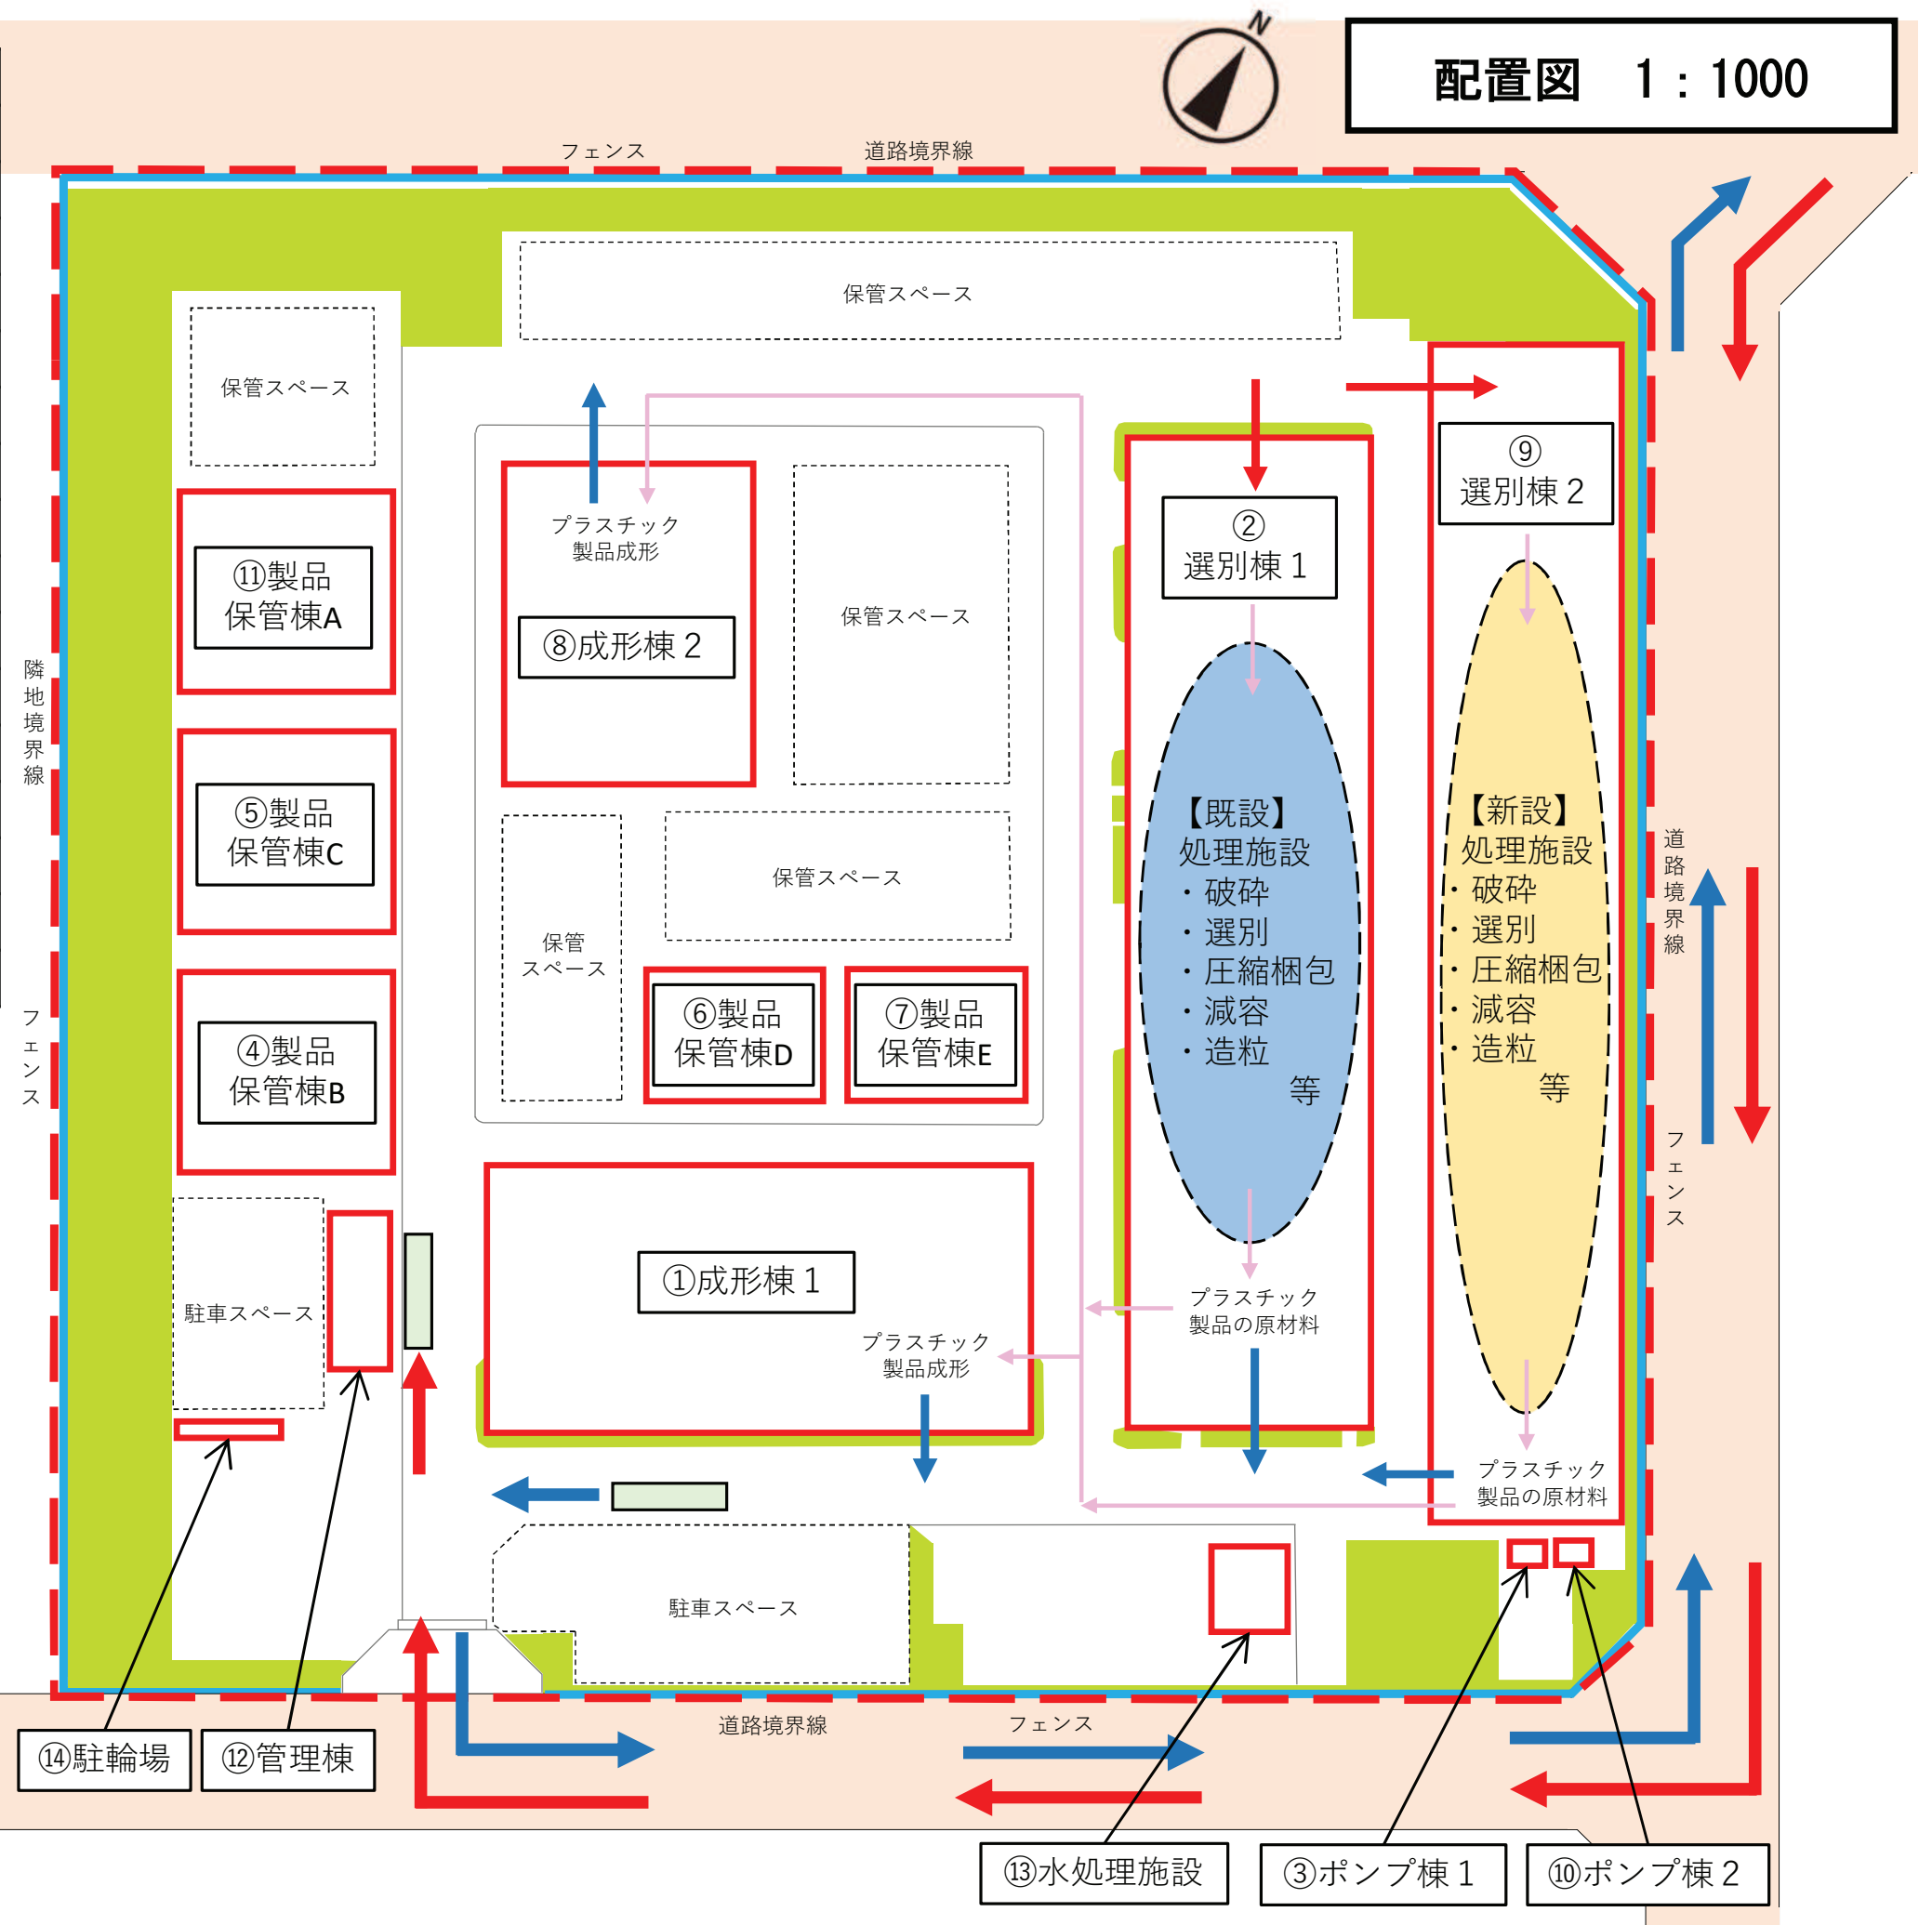 N
配置図 1：1000
フェンス
道路境界線
保管スペース
保管スペース
⑨
選別棟２
②
選別棟１
プラスチック
製品成形
⑪製品
保管棟A
⑧成形棟２
保管スペース
隣地境界線
⑤製品
保管棟C
保管スペース
保管
スペース
【既設】
処理施設
・破砕
・選別
・圧縮梱包
・減容
・造粒
等
【新設】
処理施設
・破砕
・選別
・圧縮梱包
・減容
・造粒
等
道路境界線
フェンス
フェンス
④製品
保管棟B
⑥製品
保管棟D
⑦製品
保管棟E
駐車スペース
①成形棟１
プラスチック
製品成形
プラスチック
製品の原材料
プラスチック
製品の原材料
駐車スペース
道路境界線
フェンス
⑭駐輪場
⑫管理棟
⑬水処理施設
③ポンプ棟１
⑩ポンプ棟２